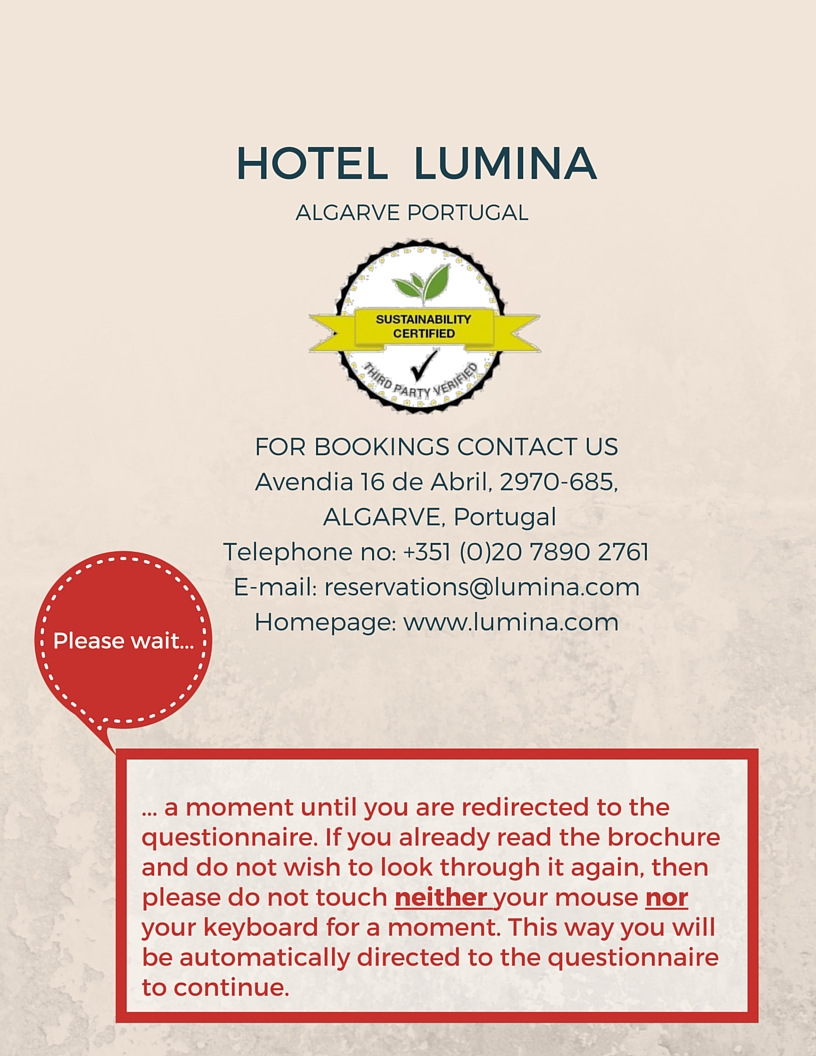 HOTEL LUMINA
ALGARVE PORTUGAL
SUSTAINABILITY
CERTIFIED
THIRD PARTY VERIFIED
FOR BOOKINGS CONTACT US
Avendia 16 de Abril, 2970-685,
ALGARVE, Portugal
Telephone no: +351 (0)20 7890 2761
E-mail: reservations@lumina.com
Homepage: www.lumina.com
Please wait...
... a moment until you are redirected to the
questionnaire. If you already read the brochure
and do not wish to look through it again, then
please do not touch neither your mouse nor
your keyboard for a moment. This way you will
be automatically directed to the questionnaire
to continue.